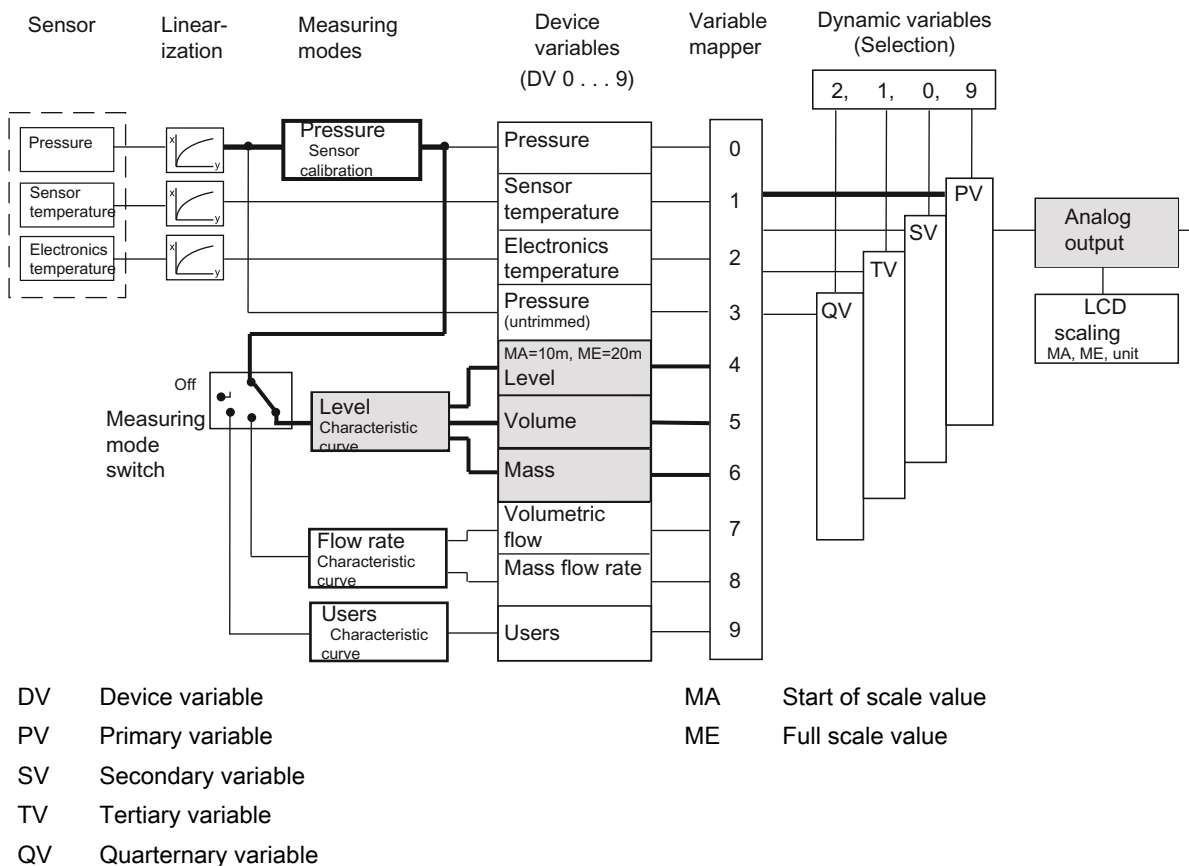 Sensor
Linear-
ization
Measuring
modes
Device
variables
(DV 0 . . . 9)
Variable
mapper
Dynamic variables
(Selection)
2, 1, 0, 9
Pressure
x
y
Pressure
Sensor
calibration
Pressure
0
Sensor
temperature
x
y
Sensor
temperature
1
PV
Analog
output
SV
Electronics
temperature
x
y
Electronics
temperature
2
TV
Pressure
(untrimmed)
3
QV
LCD
scaling
MA, ME, unit
Off
Measuring
mode
switch
Level
Characteristic
curve
MA=10m, ME=20m
Level
4
Volume
5
Mass
6
Flow rate
Characteristic
curve
Volumetric
flow
7
Mass flow rate
8
Users
Characteristic
curve
Users
9
DV Device variable
PV Primary variable
SV Secondary variable
TV Tertiary variable
QV Quarternary variable
MA Start of scale value
ME Full scale value